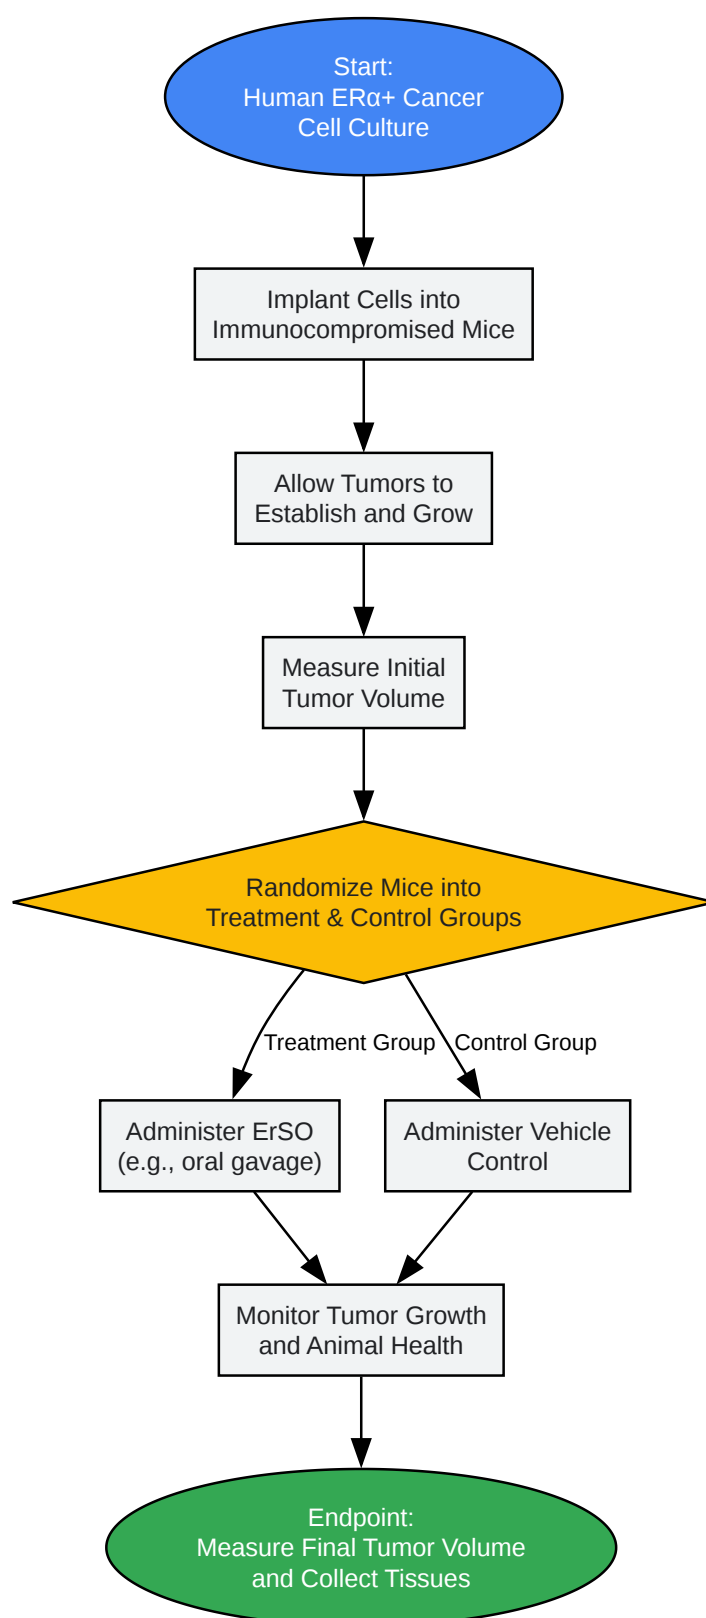 Start:
Human ERα+ Cancer
Cell Culture
Implant Cells into
Immunocompromised Mice
Allow Tumors to
Establish and Grow
Measure Initial
Tumor Volume
Randomize Mice into
Treatment & Control Groups
Treatment Group
Control Group
Administer ErSO
(e.g., oral gavage)
Administer Vehicle
Control
Monitor Tumor Growth
and Animal Health
Endpoint:
Measure Final Tumor Volume
and Collect Tissues